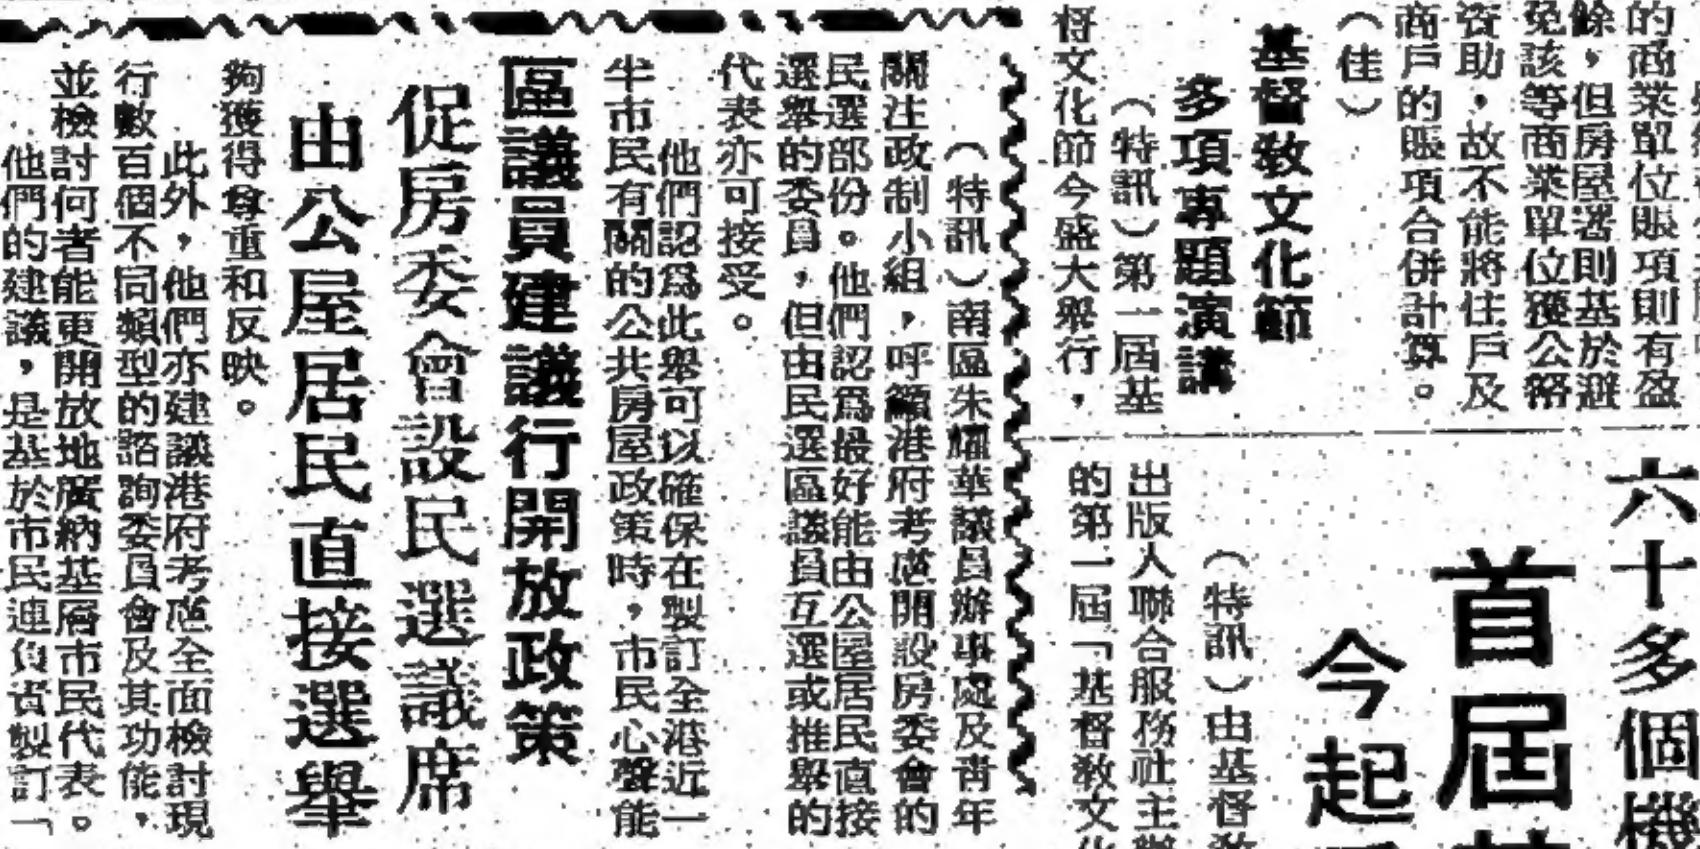 的商業單位賬項則有盈
餘，但房屋署則基於避
免該等商業單位獲公帑
資助，故不能將住戶及
商戶的賬項合併計算。
（佳）
基督教文化節
多項專題演講
（特訊）第一屆基
督文化節今盛大舉行，
六十多個機
首屆
今起
（特訊）由基督教
出版人聯合服務社主辦
的第一屆「基督教文化
（特訊）南區朱耀華議員辦事處及青年
關注政制小組，呼籲港府考慮開設房委會的
民選部份。他們認爲最好能由公屋居民直接
選舉的委員，但由民選區議員互選或推舉的
代表亦可接受。
他們認爲此舉可以確保在製訂全港近一
半市民有關的公共房屋政策時，市民心聲能
區議員建議行開放政策
促房委會設民選議席
由公屋居民直接選舉
夠獲得尊重和反映。
此外，他們亦建議港府考慮全面檢討現
行數百個不同類型的諮詢委員會及其功能，
並檢討何者能更開放地廣納基層市民代表。
他們的建議，是基於市民連負責製訂「